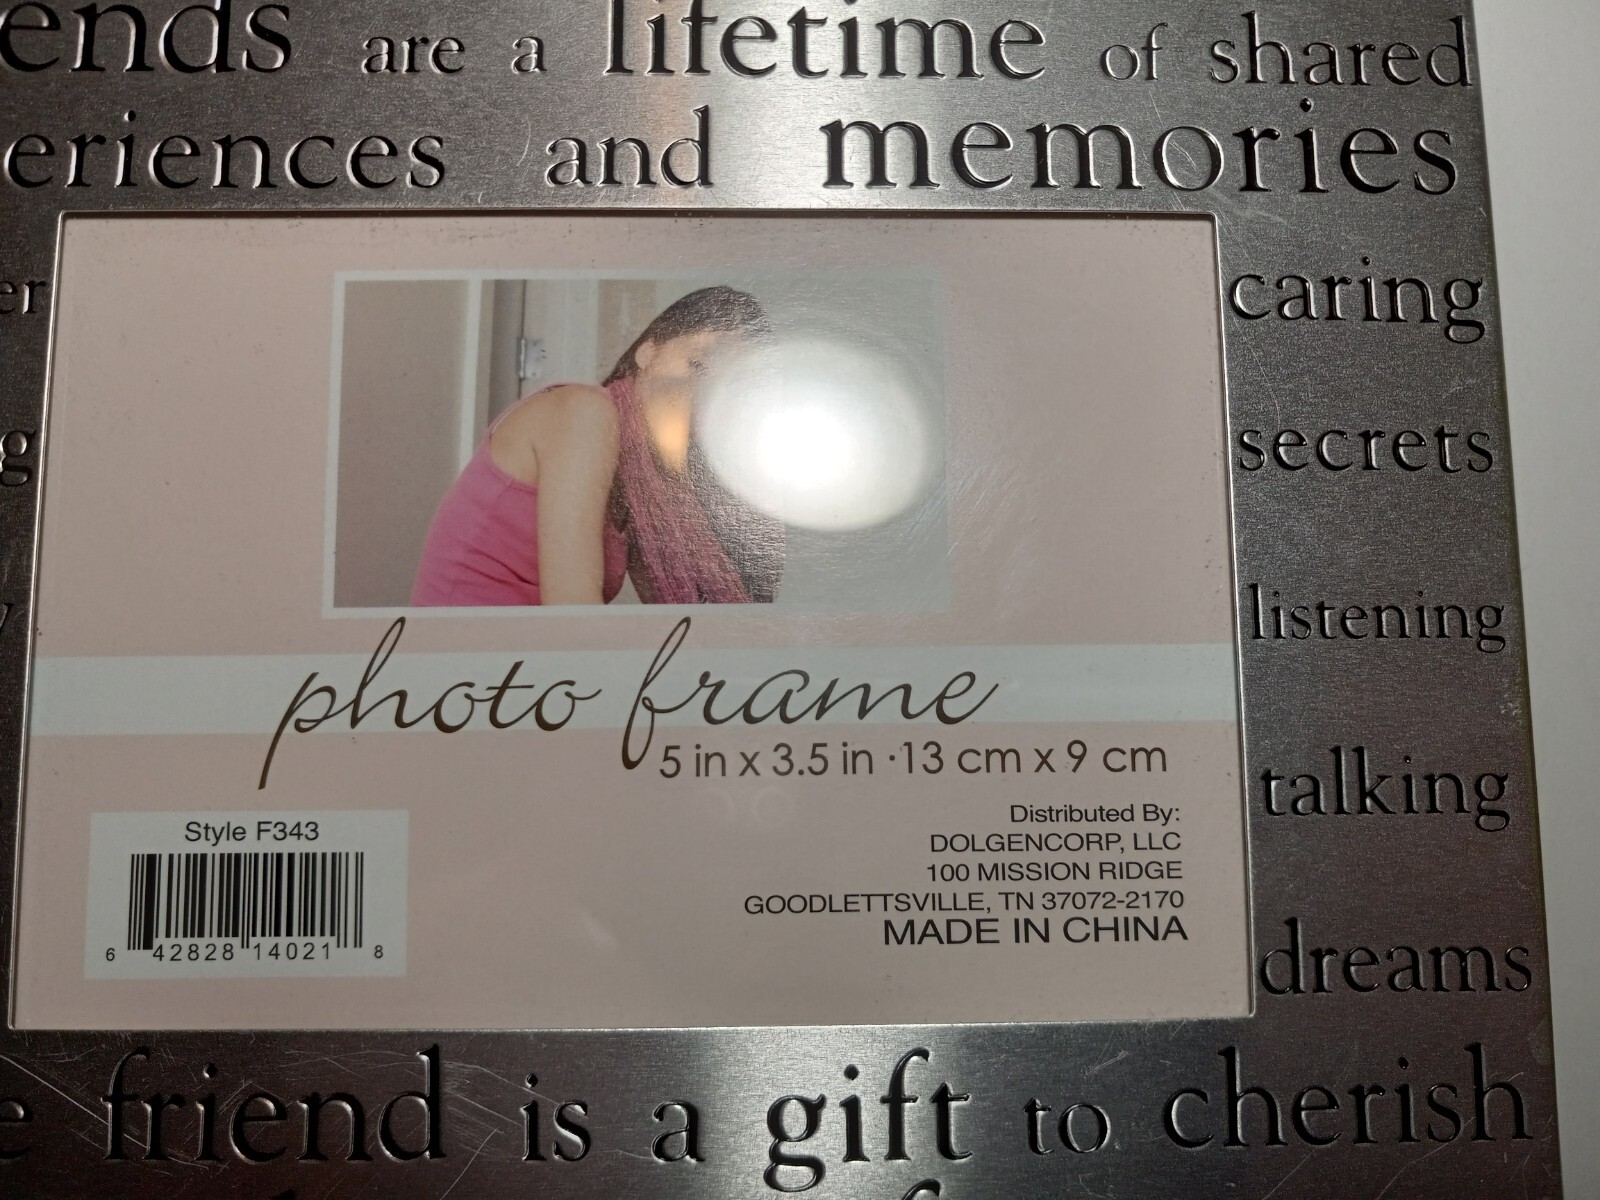 ends are a lifetime of shared
eriences and memories
er
caring
g
secrets
y
listening
talking
dreams
photo frame
5 in x 3.5 in · 13 cm x 9 cm
Style F343
6 42828 14021 8
Distributed By:
DOLGENCORP, LLC
100 MISSION RIDGE
GOODLETTSVILLE, TN 37072-2170
MADE IN CHINA
e friend is a gift to cherish